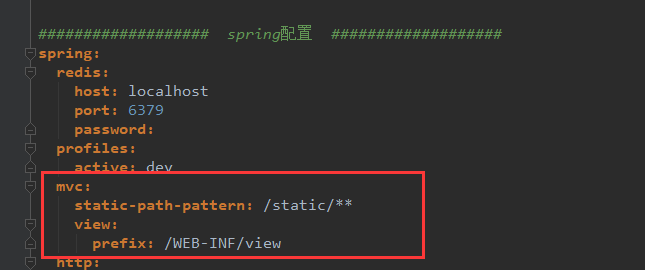 ################### spring配置 ###################
spring:
  redis:
    host: localhost
    port: 6379
    password:
  profiles:
    active: dev
  mvc:
    static-path-pattern: /static/**
    view:
      prefix: /WEB-INF/view
  http: